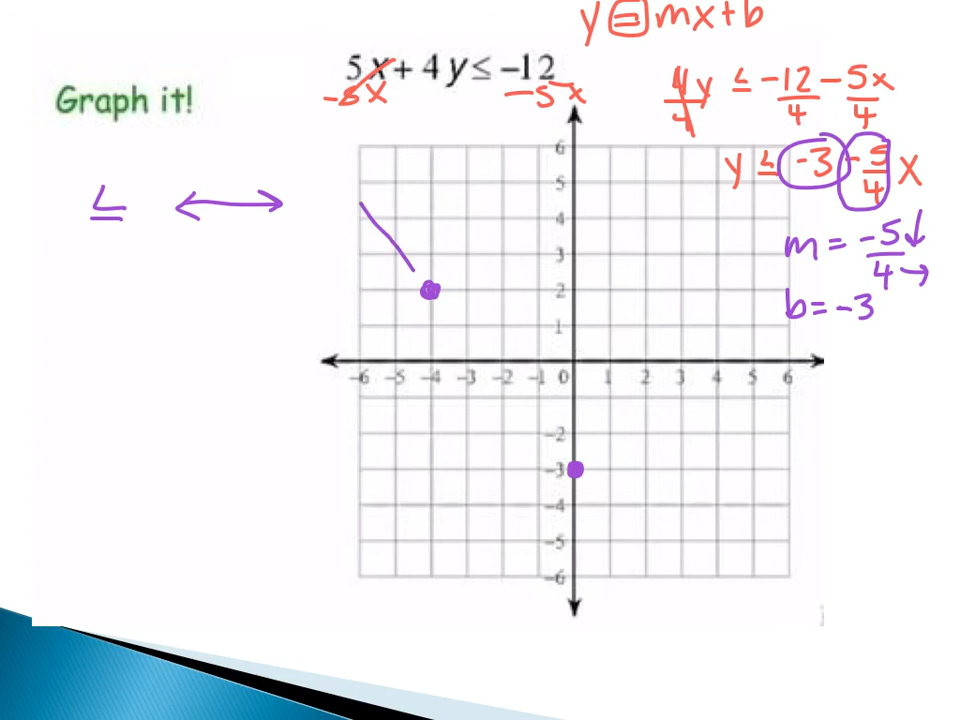 y = mx + b
5x + 4y ≤ -12
-5x -5x
Graph it!
4y/4 ≤ -12/4 - 5x/4
y ≤ -3 - 5/4 x
≤ ↔
m = -5↓/4→
b = -3
6
5
4
3
2
1
-6 -5 -4 -3 -2 -1 0 1 2 3 4 5 6
-2
-3
-4
-5
-6